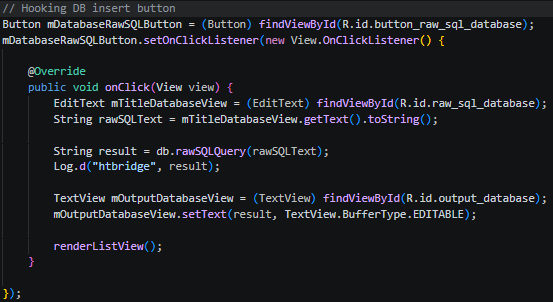 // Hooking DB insert button
Button mDatabaseRawSQLButton = (Button) findViewById(R.id.button_raw_sql_database);
mDatabaseRawSQLButton.setOnClickListener(new View.OnClickListener() {
@Override
public void onClick(View view) {
EditText mTitleDatabaseView = (EditText) findViewById(R.id.raw_sql_database);
String rawSQLText = mTitleDatabaseView.getText().toString();
String result = db.rawSQLQuery(rawSQLText);
Log.d("htbridge", result);
TextView mOutputDatabaseView = (TextView) findViewById(R.id.output_database);
mOutputDatabaseView.setText(result, TextView.BufferType.EDITABLE);
renderListView();
}
});